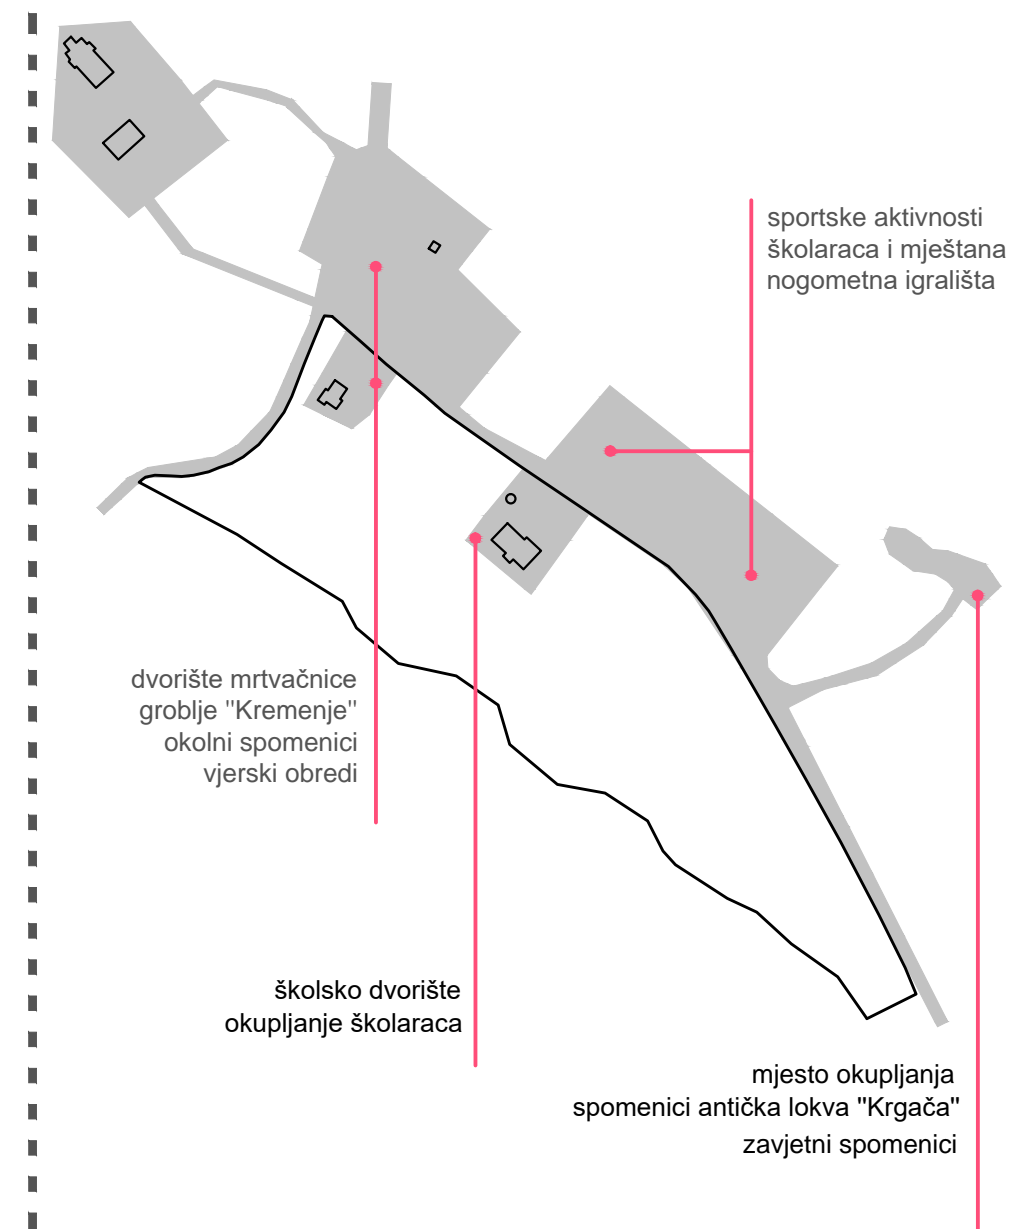 sportske aktivnosti
školaraca i mještana
nogometna igrališta
dvorište mrtvačnice
groblje "Kremenje"
okolni spomenici
vjerski obredi
školsko dvorište
okupljanje školaraca
mjesto okupljanja
spomenici antička lokva "Krgača"
zavjetni spomenici